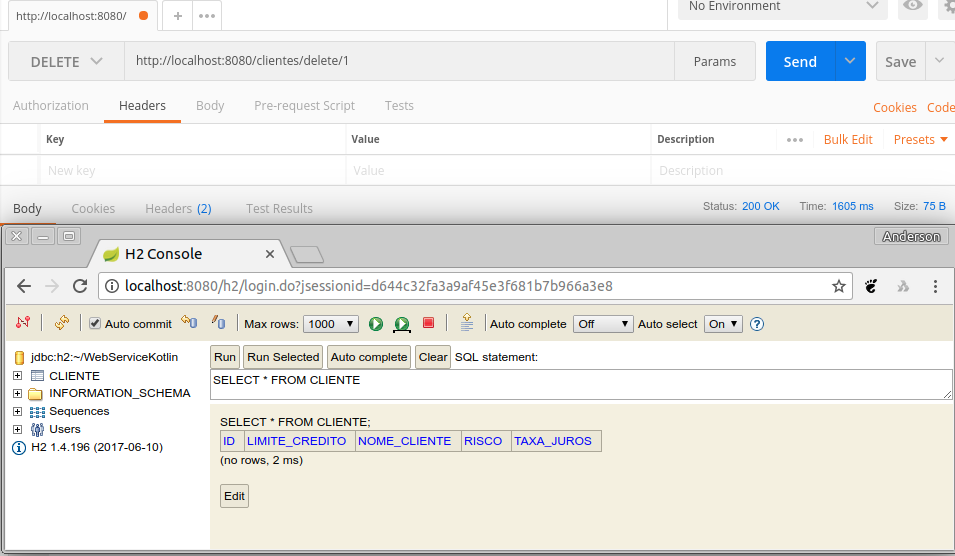 http://localhost:8080/
+
•••
No Environment
DELETE
http://localhost:8080/clientes/delete/1
Params
Send
Save
Authorization
Headers
Body
Pre-request Script
Tests
Cookies
Code
Key
Value
Description
•••
Bulk Edit
Presets
New key
Value
Description
Body
Cookies
Headers (2)
Test Results
Status: 200 OK
Time: 1605 ms
Size: 75 B
H2 Console
Anderson
localhost:8080/h2/login.do?jsessionid=d644c32fa3a9af45e3f681b7b966a3e8
Auto commit
Max rows: 1000
Auto complete Off
Auto select On
jdbc:h2:~/WebServiceKotlin
CLIENTE
INFORMATION_SCHEMA
Sequences
Users
H2 1.4.196 (2017-06-10)
Run
Run Selected
Auto complete
Clear
SQL statement:
SELECT * FROM CLIENTE
SELECT * FROM CLIENTE;
ID LIMITE_CREDITO NOME_CLIENTE RISCO TAXA_JUROS
(no rows, 2 ms)
Edit